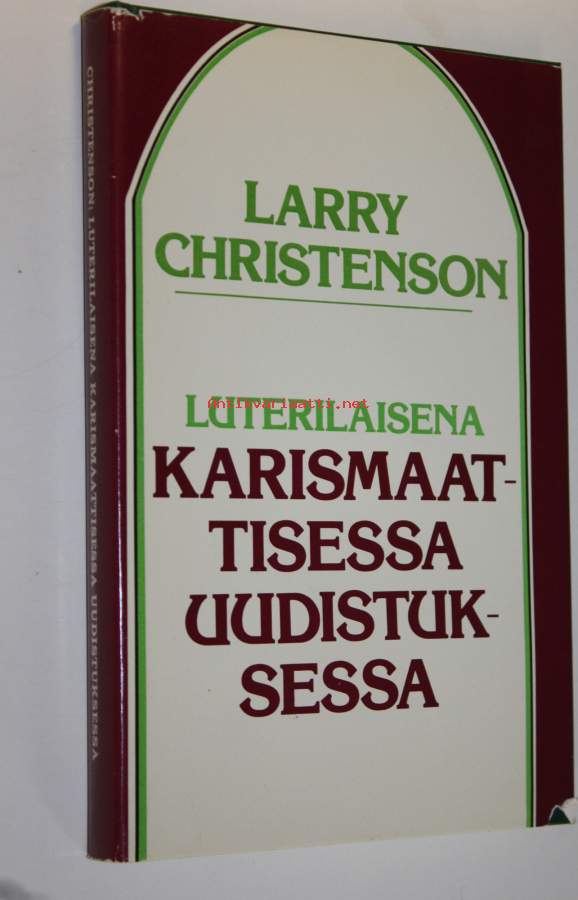 CHRISTENSON: LUTERILAISENA KARISMAATTISESSA UUDISTUKSESSA
LARRY
CHRISTENSON
LUTERILAISENA
Antikvariaatti.net
KARISMAAT-
TISESSA
UUDISTUK-
SESSA